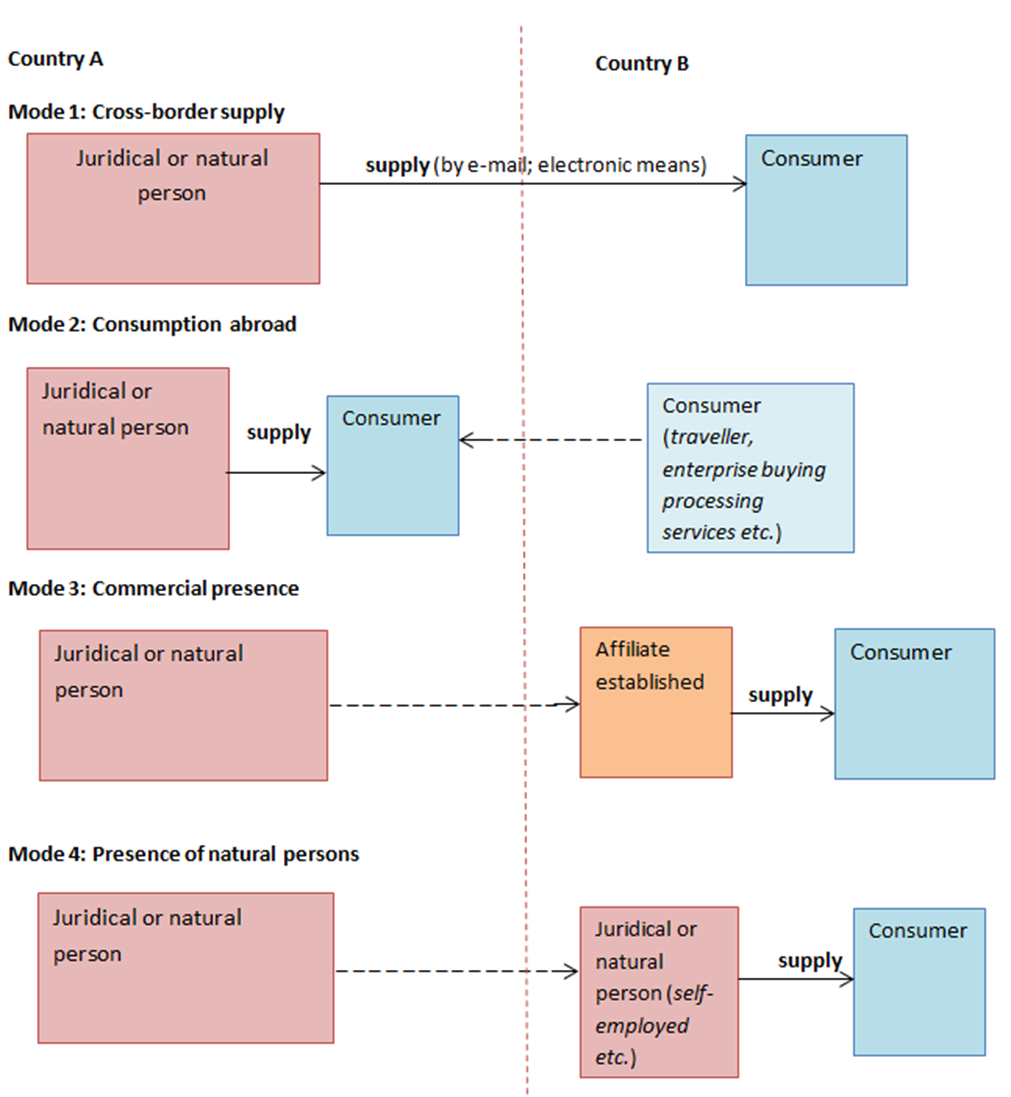 Country A
Country B
Mode 1: Cross-border supply
Juridical or natural
person
supply (by e-mail; electronic means)
Consumer
Mode 2: Consumption abroad
Juridical or
natural person
supply
Consumer
Consumer
(traveller,
enterprise buying
processing
services etc.)
Mode 3: Commercial presence
Juridical or natural
person
Affiliate
established
supply
Consumer
Mode 4: Presence of natural persons
Juridical or natural
person
Juridical or
natural
person (self-
employed
etc.)
supply
Consumer